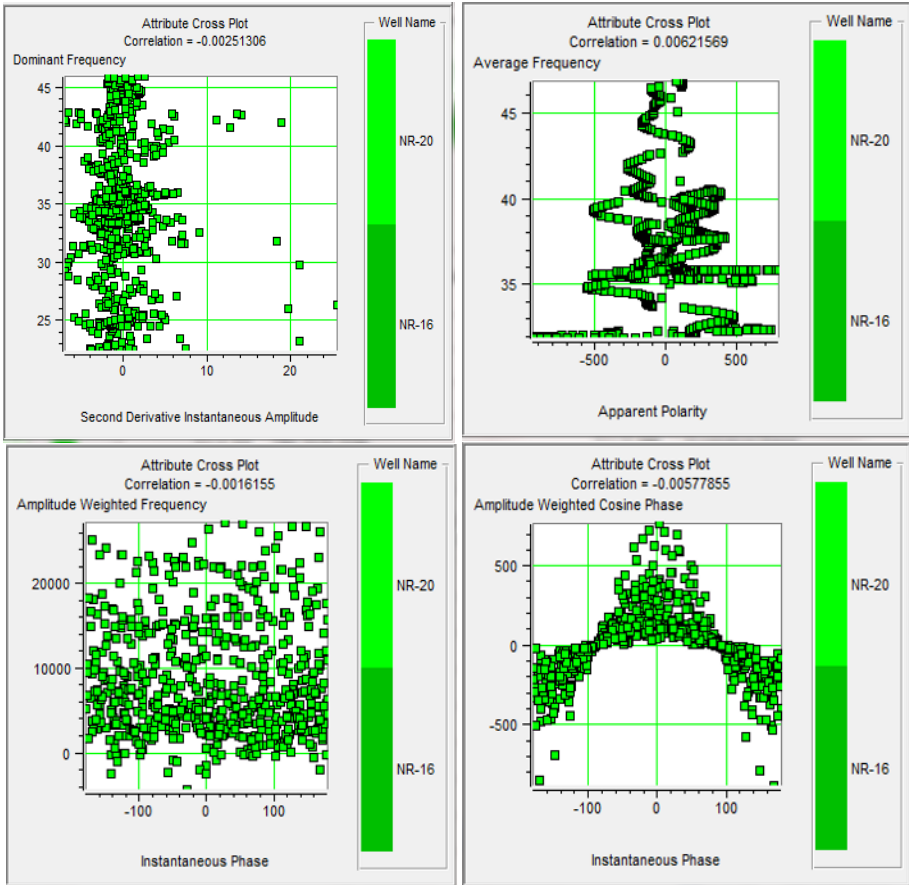 Attribute Cross Plot
Correlation = -0.00251306
Dominant Frequency
45
40
35
30
25
0 10 20
Second Derivative Instantaneous Amplitude
Well Name
NR-20
NR-16
Attribute Cross Plot
Correlation = 0.00621569
Average Frequency
45
40
35
-500 0 500
Apparent Polarity
Well Name
NR-20
NR-16
Attribute Cross Plot
Correlation = -0.0016155
Amplitude Weighted Frequency
20000
10000
0
-100 0 100
Instantaneous Phase
Well Name
NR-20
NR-16
Attribute Cross Plot
Correlation = -0.00577855
Amplitude Weighted Cosine Phase
500
0
-500
-100 0 100
Instantaneous Phase
Well Name
NR-20
NR-16